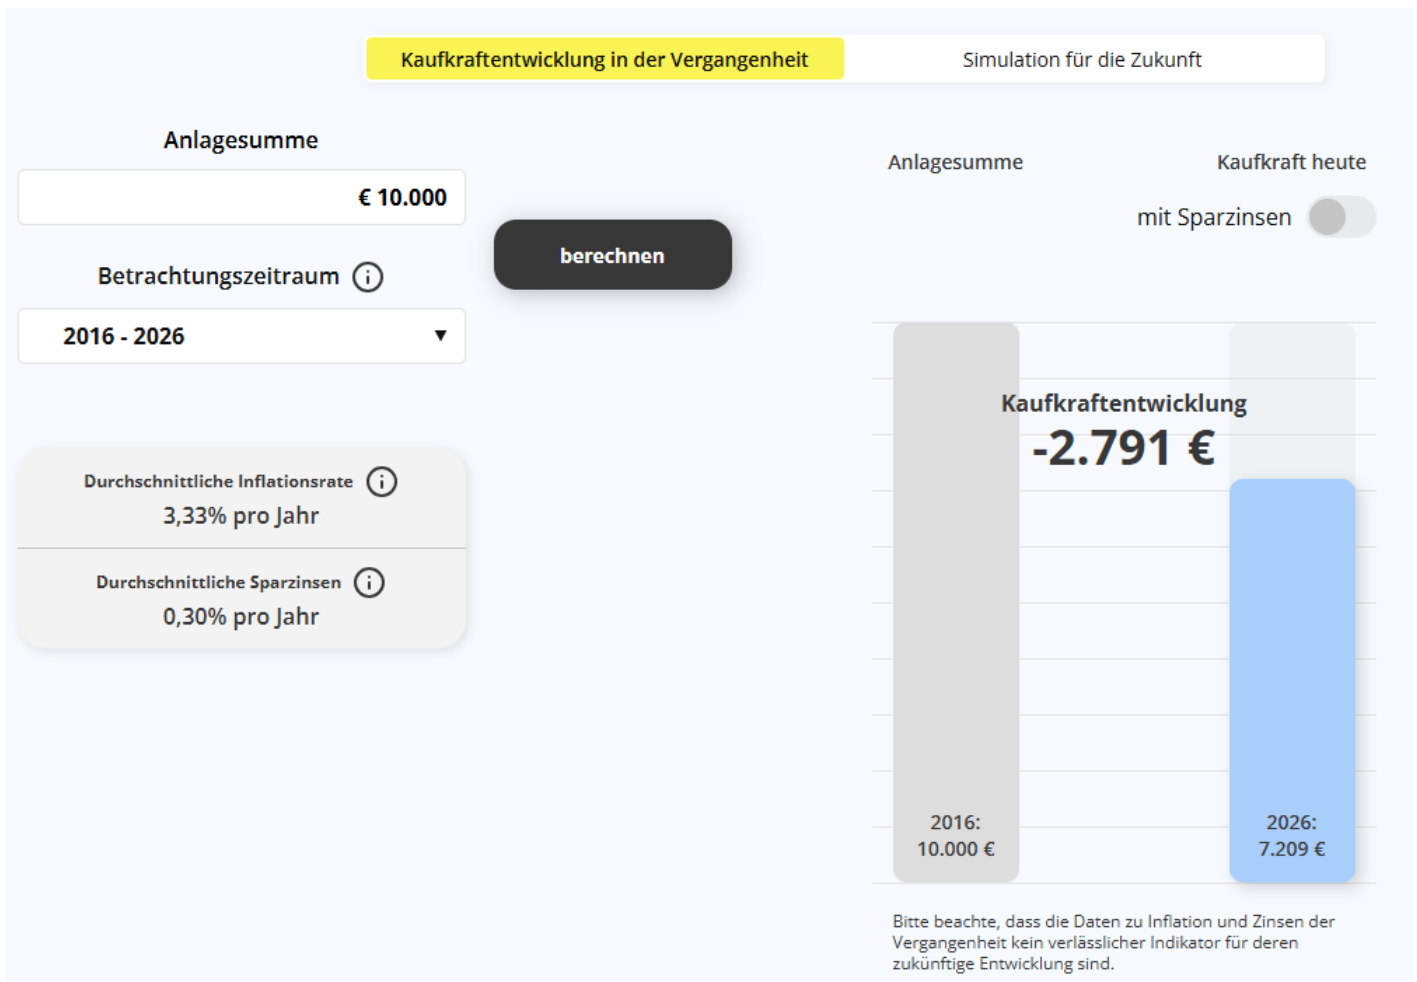 Kaufkraftentwicklung in der Vergangenheit
Simulation für die Zukunft
Anlagesumme
€ 10.000
Betrachtungszeitraum
2016 - 2026
berechnen
Durchschnittliche Inflationsrate
3,33% pro Jahr
Durchschnittliche Sparzinsen
0,30% pro Jahr
Anlagesumme
Kaufkraft heute
mit Sparzinsen
Kaufkraftentwicklung
-2.791 €
2016:
10.000 €
2026:
7.209 €
Bitte beachte, dass die Daten zu Inflation und Zinsen der
Vergangenheit kein verlässlicher Indikator für deren
zukünftige Entwicklung sind.